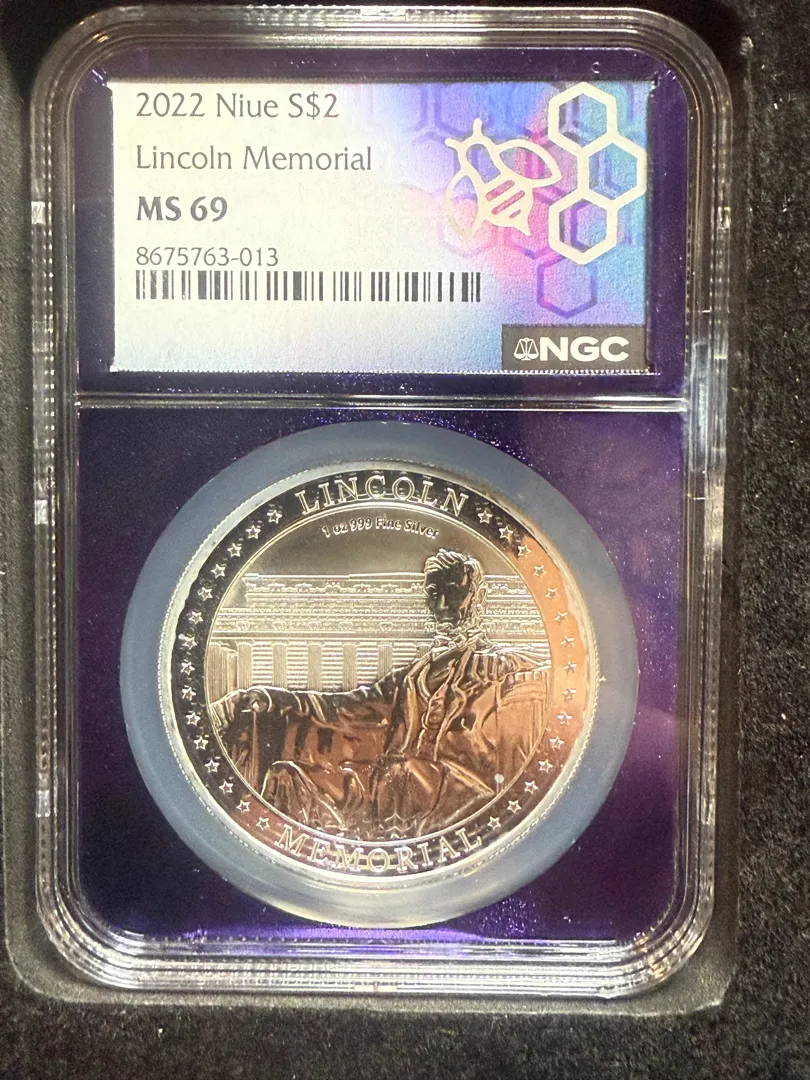 2022 Niue S$2
Lincoln Memorial
MS 69
8675763-013
NGC
LINCOLN
1 oz 999 Fine Silver
MEMORIAL